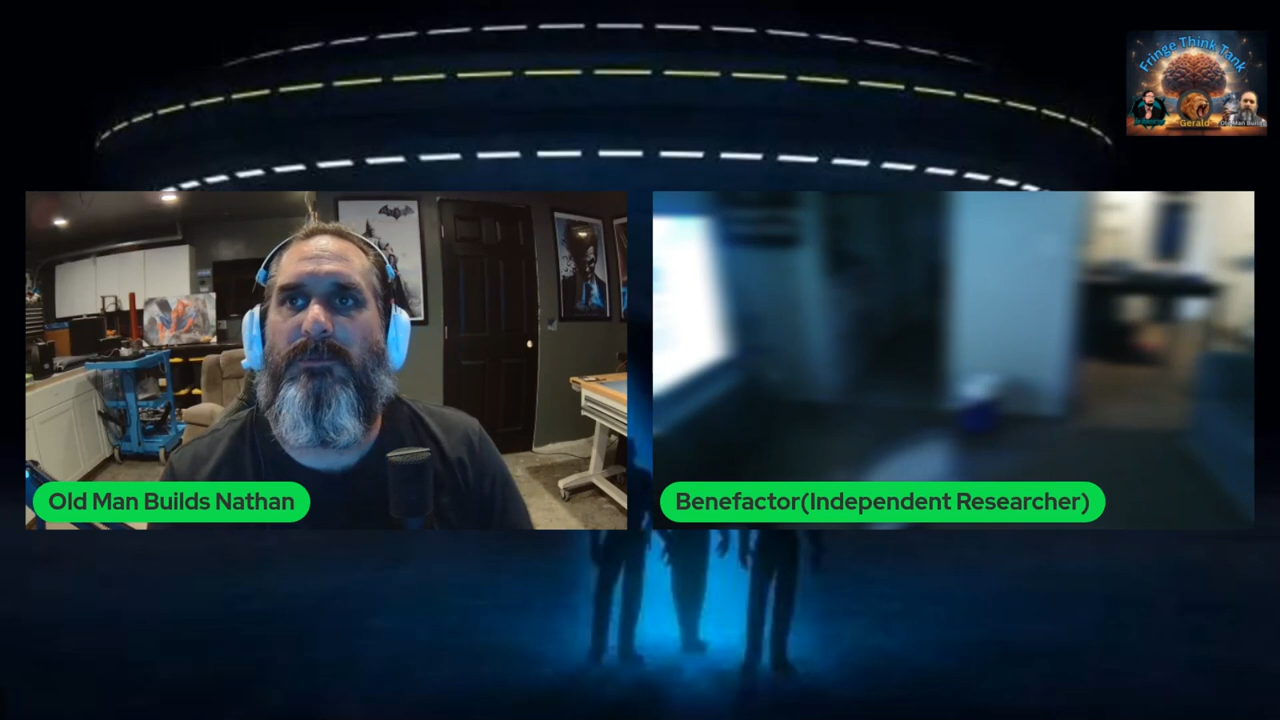 Fringe Think Tank
Gerald
Old Man Builds Nathan
Benefactor(Independent Researcher)